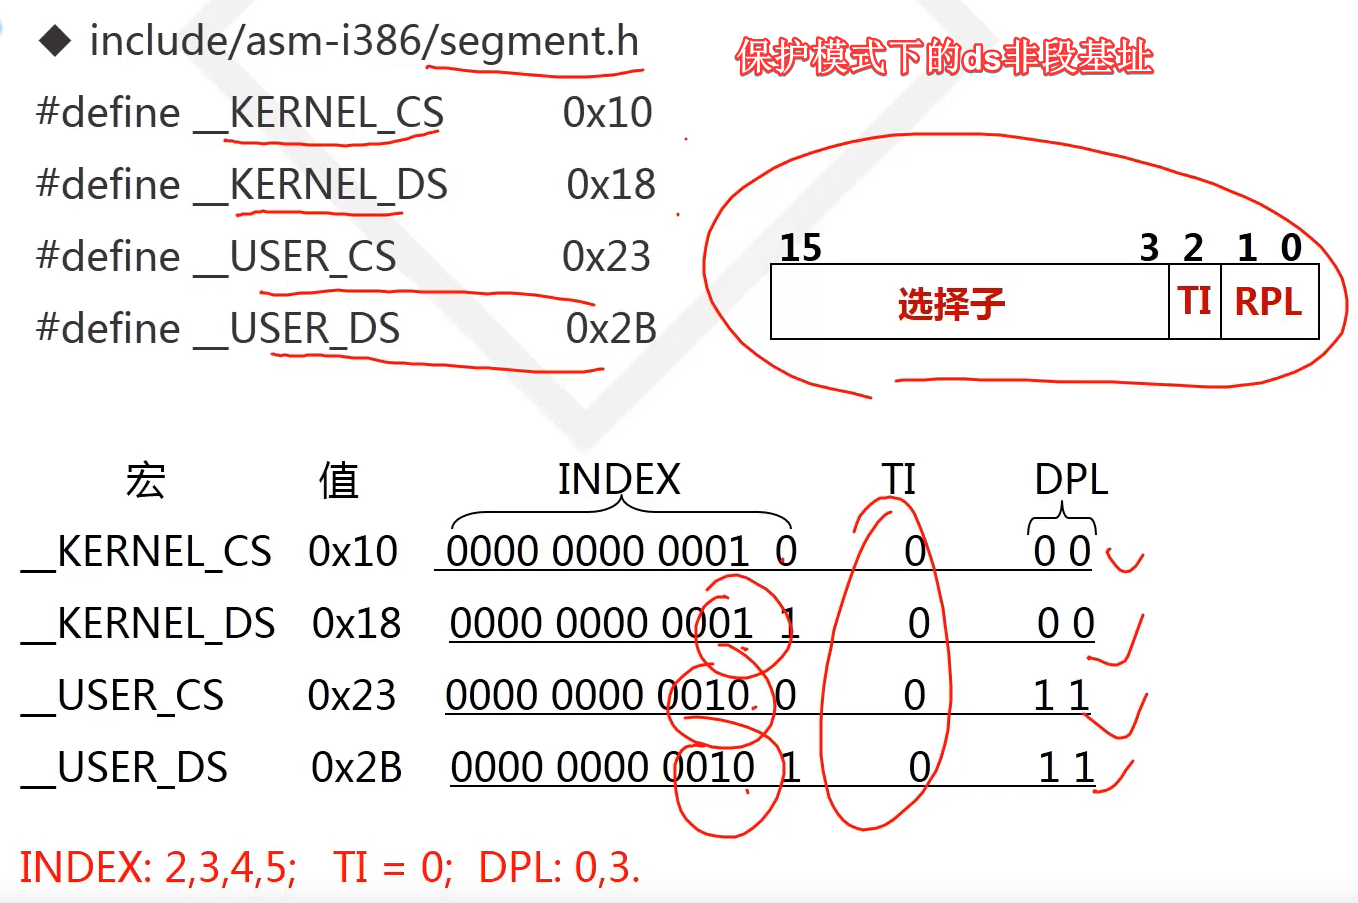 ◆ include/asm-i386/segment.h
保护模式下的ds非段基址
#define __KERNEL_CS 0x10
#define __KERNEL_DS 0x18
#define __USER_CS 0x23
#define __USER_DS 0x2B
15 3 2 1 0
选择子 TI RPL
宏 值 INDEX TI DPL
__KERNEL_CS 0x10 0000 0000 0001 0 0 0 0
__KERNEL_DS 0x18 0000 0000 0001 1 0 0 0
__USER_CS 0x23 0000 0000 0010 0 0 1 1
__USER_DS 0x2B 0000 0000 0010 1 0 1 1
INDEX: 2,3,4,5; TI = 0; DPL: 0,3.